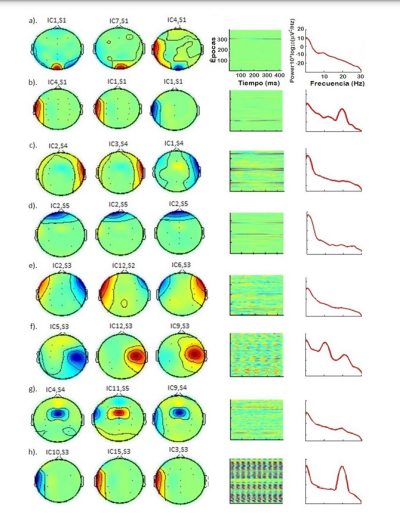 a). IC1,S1 IC7,S1 IC4,S1
Épocas
300
200
100
100 200 300 400
Tiempo (ms)
Power 10*log10(µV²/Hz)
20
10
0
-10
-20
10 20 30
Frecuencia (Hz)
b). IC4,S1 IC1,S1 IC1,S1
c). IC2,S4 IC3,S4 IC1,S4
d). IC2,S5 IC2,S5 IC2,S5
e). IC2,S3 IC12,S2 IC6,S3
f). IC5,S3 IC12,S3 IC9,S3
g). IC4,S4 IC11,S5 IC9,S4
h). IC10,S3 IC15,S3 IC3,S3